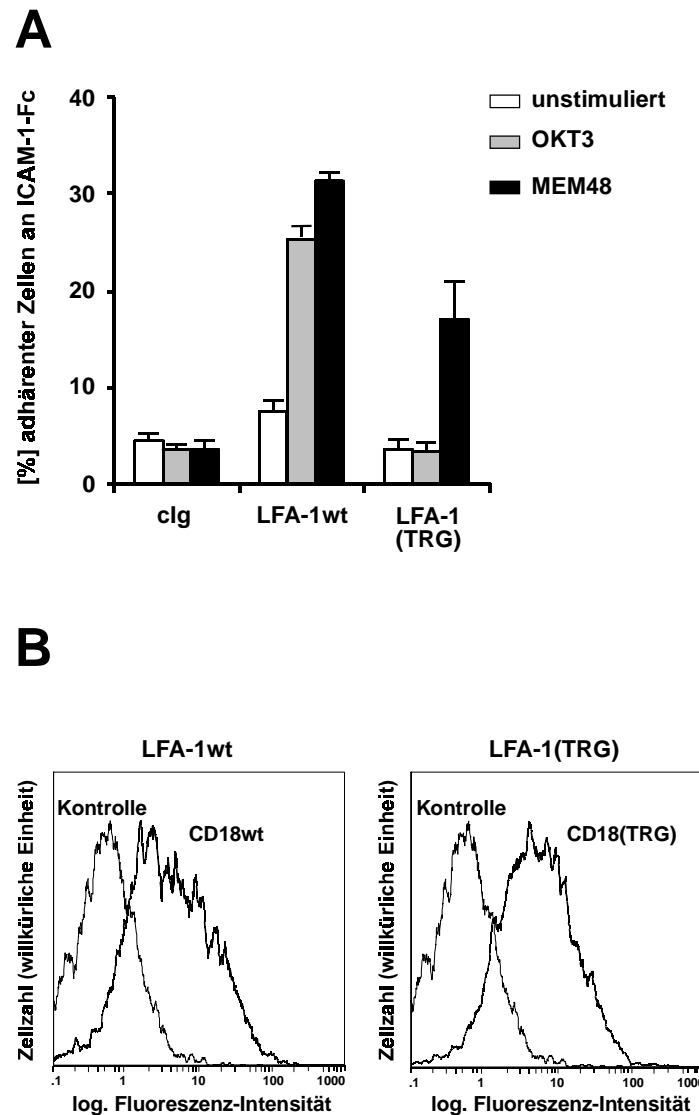 A
[%] adhärenter Zellen an ICAM-1-Fc
40
30
20
10
0
unstimuliert
OKT3
MEM48
cIg
LFA-1wt
LFA-1
(TRG)
B
LFA-1wt
Zellzahl (willkürliche Einheit)
Kontrolle
CD18wt
.1 1 10 100 1000
log. Fluoreszenz-Intensität
LFA-1(TRG)
Zellzahl (willkürliche Einheit)
Kontrolle
CD18(TRG)
.1 1 10 100 1000
log. Fluoreszenz-Intensität